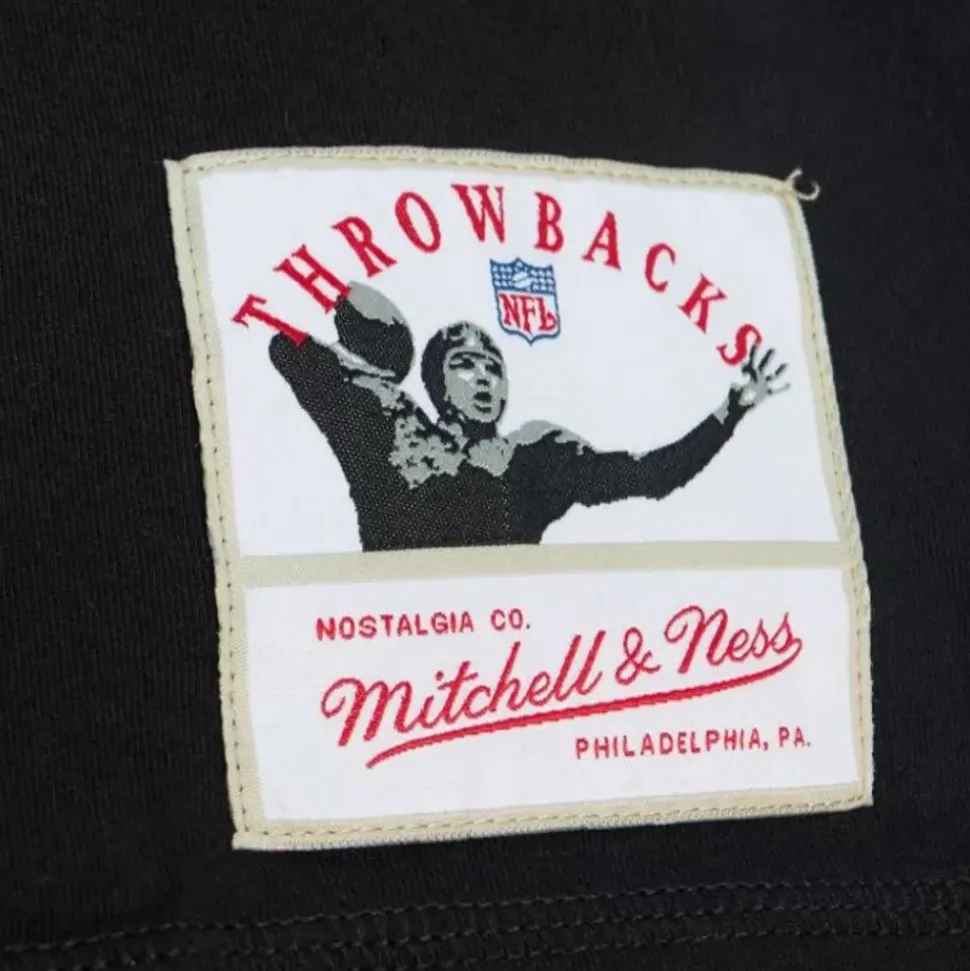 THROWBACKS
NFL
NOSTALGIA CO.
Mitchell & Ness
PHILADELPHIA, PA.